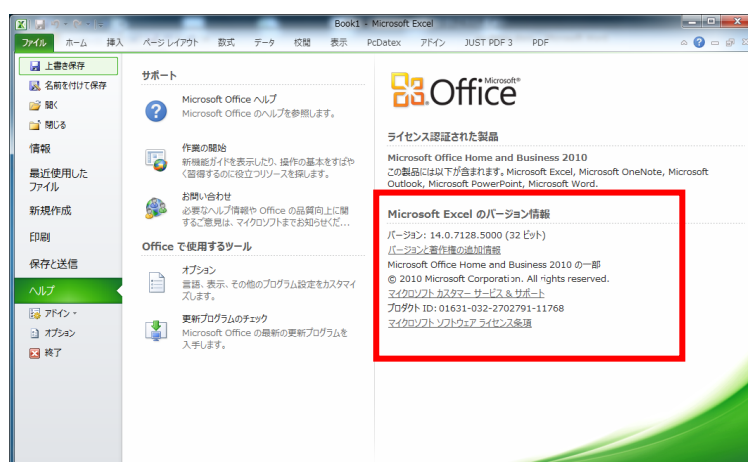 Book1 - Microsoft Excel
ファイル ホーム 挿入 ページ レイアウト 数式 データ 校閲 表示 PcDatex アドイン JUST PDF 3 PDF
上書き保存
名前を付けて保存
開く
閉じる
情報
最近使用した
ファイル
新規作成
印刷
保存と送信
ヘルプ
アドイン
オプション
終了
サポート
Microsoft Office ヘルプ
Microsoft Office のヘルプを参照します。
作業の開始
新機能ガイドを表示したり、操作の基本をすばや
く習得するのに役立つリソースを探します。
お問い合わせ
必要なヘルプ情報や Office の品質向上に関
するご意見は、マイクロソフトまでお知らせくだ...
Office で使用するツール
オプション
言語、表示、その他のプログラム設定をカスタマイ
ズします。
更新プログラムのチェック
Microsoft Office の最新の更新プログラムを
入手します。
Microsoft®
Office
ライセンス認証された製品
Microsoft Office Home and Business 2010
この製品には以下が含まれます。Microsoft Excel, Microsoft OneNote, Microsoft
Outlook, Microsoft PowerPoint, Microsoft Word.
Microsoft Excel のバージョン情報
バージョン: 14.0.7128.5000 (32 ビット)
バージョンと著作権の追加情報
Microsoft Office Home and Business 2010 の一部
© 2010 Microsoft Corporation. All rights reserved.
マイクロソフト カスタマー サービス & サポート
プロダクト ID: 01631-032-2702791-11768
マイクロソフト ソフトウェア ライセンス条項